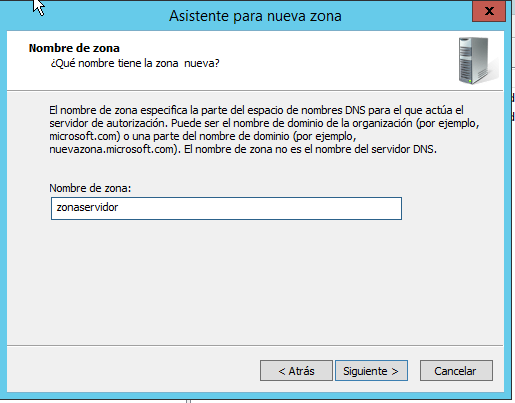 Asistente para nueva zona
x
Nombre de zona
¿Qué nombre tiene la zona nueva?
El nombre de zona especifica la parte del espacio de nombres DNS para el que actúa el
servidor de autorización. Puede ser el nombre de dominio de la organización (por ejemplo,
microsoft.com) o una parte del nombre de dominio (por ejemplo,
nuevazona.microsoft.com). El nombre de zona no es el nombre del servidor DNS.
Nombre de zona:
zonaservidor
< Atrás
Siguiente >
Cancelar